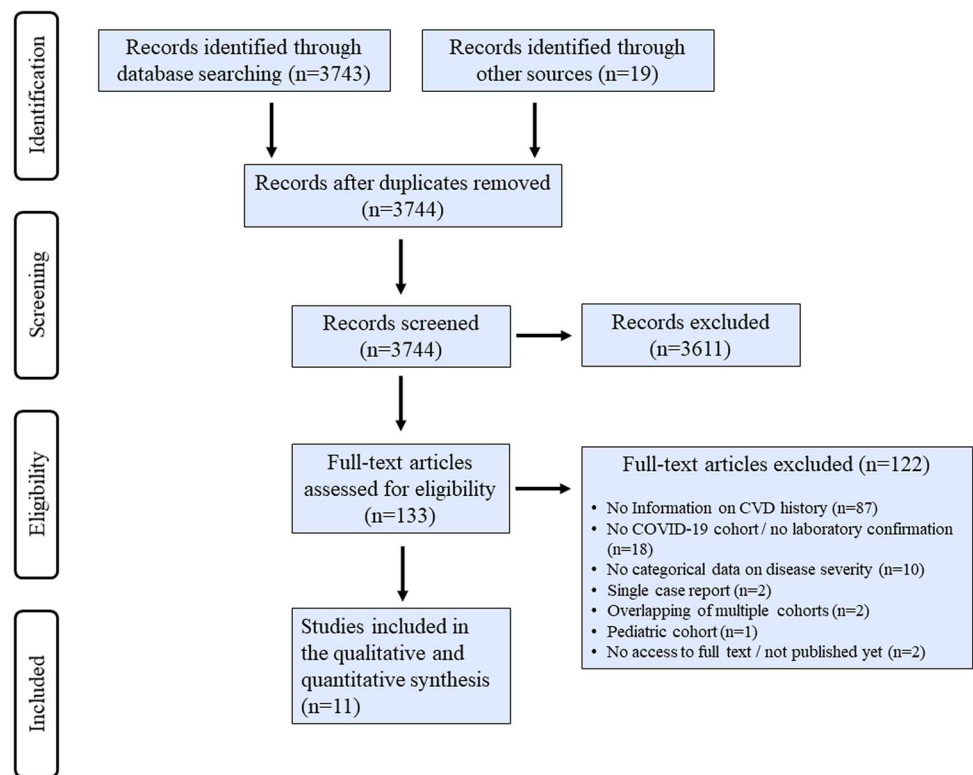 Identification
Records identified through
database searching (n=3743)
Records identified through
other sources (n=19)
Records after duplicates removed
(n=3744)
Screening
Records screened
(n=3744)
Records excluded
(n=3611)
Eligibility
Full-text articles
assessed for eligibility
(n=133)
Full-text articles excluded (n=122)
• No Information on CVD history (n=87)
• No COVID-19 cohort / no laboratory confirmation
(n=18)
• No categorical data on disease severity (n=10)
• Single case report (n=2)
• Overlapping of multiple cohorts (n=2)
• Pediatric cohort (n=1)
• No access to full text / not published yet (n=2)
Included
Studies included in
the qualitative and
quantitative synthesis
(n=11)